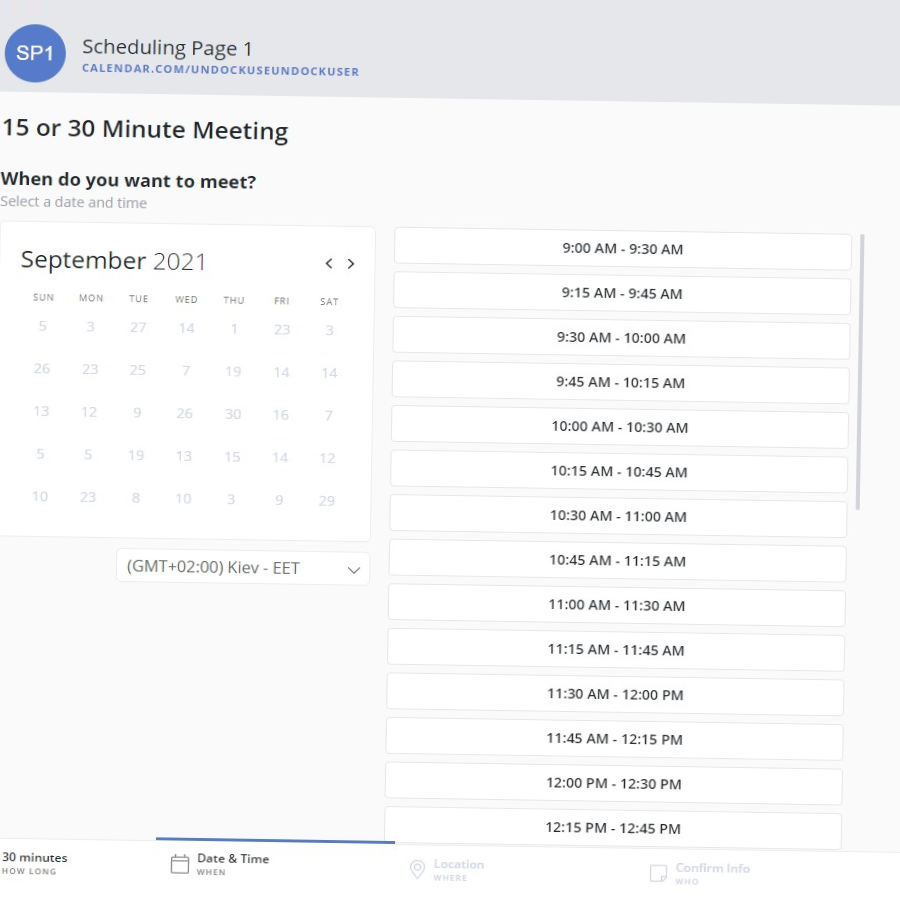 SP1
Scheduling Page 1
CALENDAR.COM/UNDOCKUSEUNDOCKUSER
15 or 30 Minute Meeting
When do you want to meet?
Select a date and time
September 2021
SUN MON TUE WED THU FRI SAT
5 3 27 14 1 23 3
26 23 25 7 19 14 14
13 12 9 26 30 16 7
5 5 19 13 15 14 12
10 23 8 10 3 9 29
(GMT+02:00) Kiev - EET
9:00 AM - 9:30 AM
9:15 AM - 9:45 AM
9:30 AM - 10:00 AM
9:45 AM - 10:15 AM
10:00 AM - 10:30 AM
10:15 AM - 10:45 AM
10:30 AM - 11:00 AM
10:45 AM - 11:15 AM
11:00 AM - 11:30 AM
11:15 AM - 11:45 AM
11:30 AM - 12:00 PM
11:45 AM - 12:15 PM
12:00 PM - 12:30 PM
12:15 PM - 12:45 PM
30 minutes
HOW LONG
Date & Time
WHEN
Location
WHERE
Confirm Info
WHO